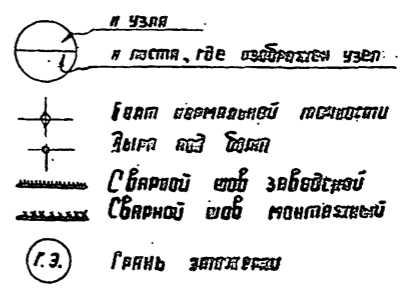 № узла
№ листа, где изображен узел
1
Болт нормальной точности
Дыра под болт
Сварной шов заводской
Сварной шов монтажный
Г.Э.
Грань